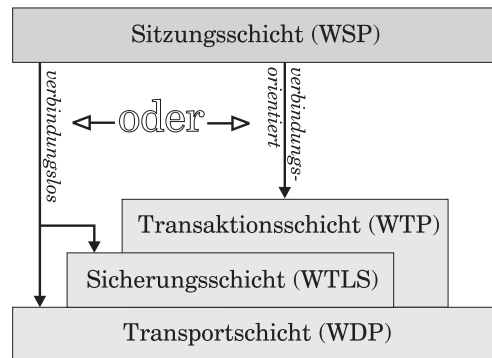 Sitzungsschicht (WSP)
verbindungslos
oder
verbindungs-
orientiert
Transaktionsschicht (WTP)
Sicherungsschicht (WTLS)
Transportschicht (WDP)